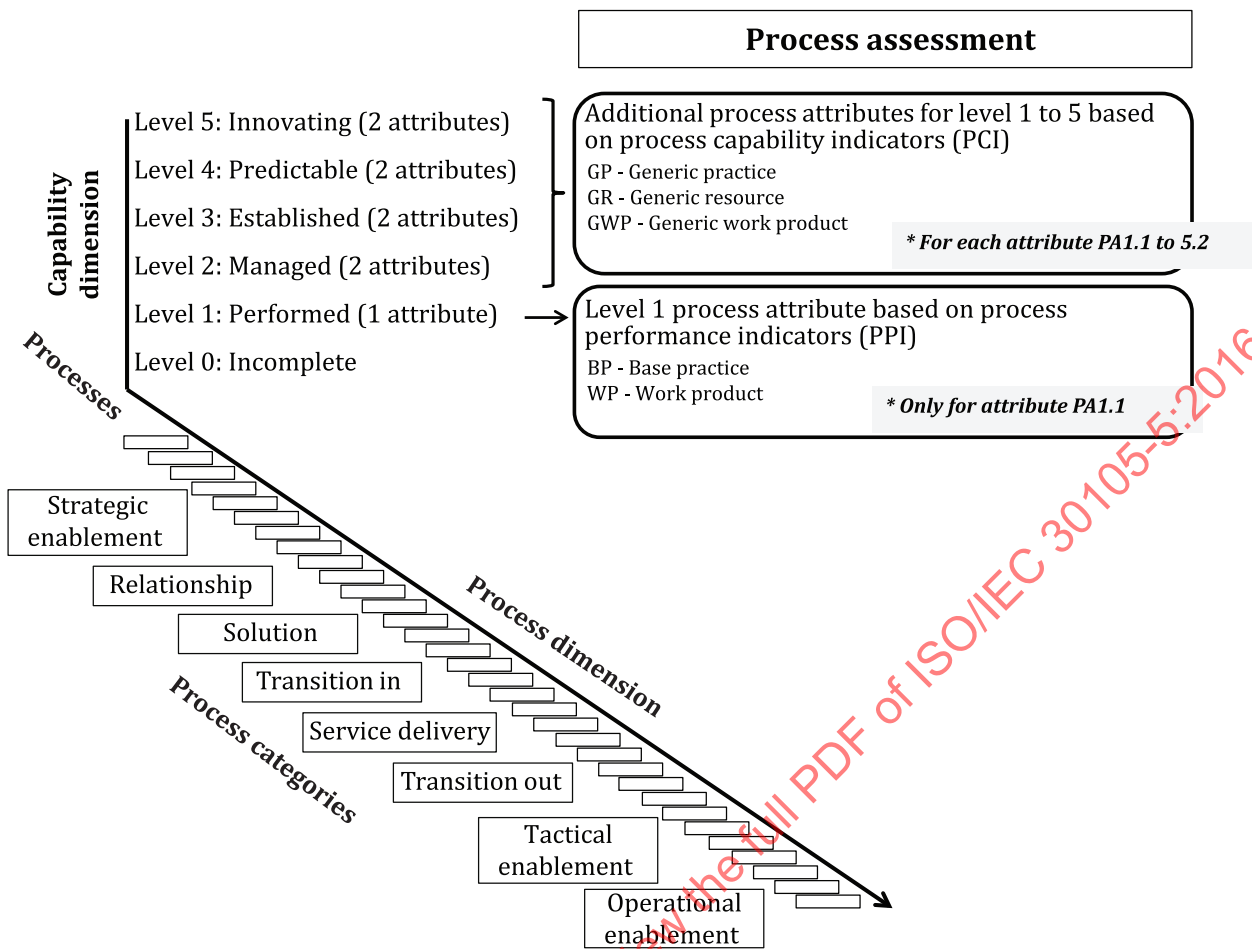 Process assessment
Level 5: Innovating (2 attributes)
Level 4: Predictable (2 attributes)
Level 3: Established (2 attributes)
Level 2: Managed (2 attributes)
Level 1: Performed (1 attribute)
Level 0: Incomplete
Capability
dimension
Additional process attributes for level 1 to 5 based
on process capability indicators (PCI)
GP - Generic practice
GR - Generic resource
GWP - Generic work product
* For each attribute PA1.1 to 5.2
Level 1 process attribute based on process
performance indicators (PPI)
BP - Base practice
WP - Work product
* Only for attribute PA1.1
Processes
Strategic
enablement
Relationship
Solution
Transition in
Service delivery
Transition out
Tactical
enablement
Operational
enablement
Process dimension
Process categories
the full PDF of ISO/IEC 30105-5:2016